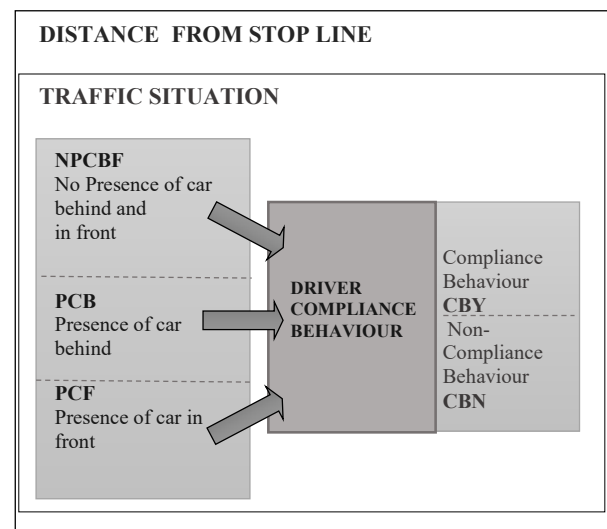 DISTANCE FROM STOP LINE
TRAFFIC SITUATION
NPCBF
No Presence of car
behind and
in front
PCB
Presence of car
behind
PCF
Presence of car in
front
DRIVER
COMPLIANCE
BEHAVIOUR
Compliance
Behaviour
CBY
Non-
Compliance
Behaviour
CBN